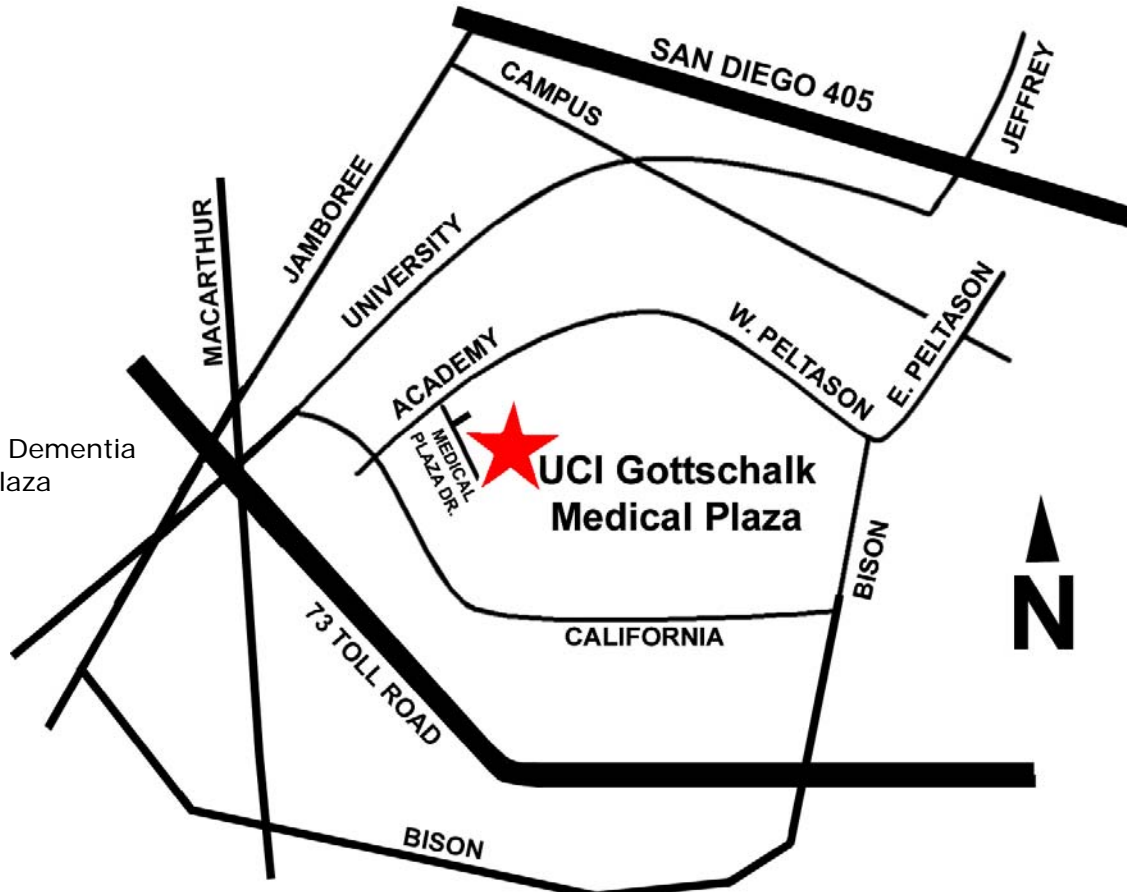 SAN DIEGO 405
JEFFREY
CAMPUS
JAMBOREE
MACARTHUR
UNIVERSITY
ACADEMY
W. PELTASON
E. PELTASON
Dementia
laza
MEDICAL
PLAZA DR.
UCI Gottschalk
Medical Plaza
BISON
N
CALIFORNIA
73 TOLL ROAD
BISON